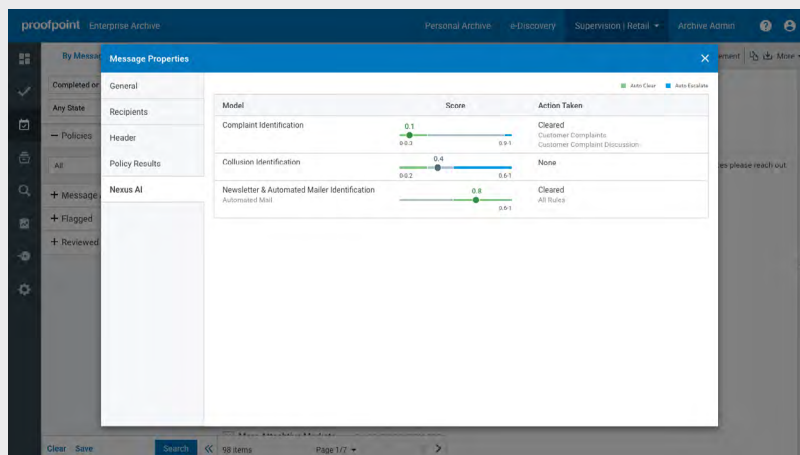 proofpoint Enterprise Archive
Personal Archive
e-Discovery
Supervision | Retail
Archive Admin
By Messag
Message Properties
ement
More
Completed or
General
Auto Clear
Auto Escalate
Any State
Recipients
Model
Score
Action Taken
Policies
Header
Complaint Identification
0.1
0-0.3
0.9-1
Cleared
Customer Complaints
Customer Complaint Discussion
All
Policy Results
Collusion Identification
0.4
0-0.2
0.6-1
None
es please reach out
+ Message
Nexus AI
Newsletter & Automated Mailer Identification
Automated Mail
0.8
0.6-1
Cleared
All Rules
+ Flagged
+ Reviewed
Clear
Save
Search
98 items
Page 1/7